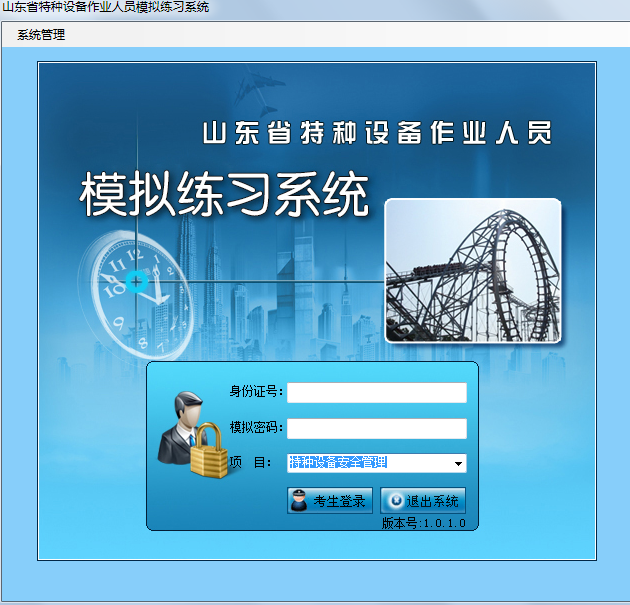 山东省特种设备作业人员模拟练习系统
系统管理
山东省特种设备作业人员
模拟练习系统
身份证号：
模拟密码：
项 目： 特种设备安全管理
考生登录 退出系统
版本号:1.0.1.0